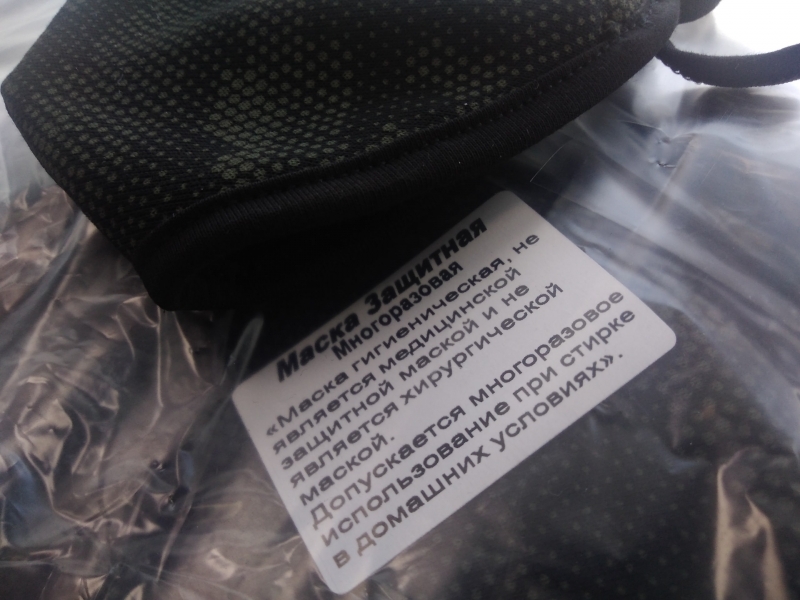 Маска Защитная
Многоразовая
«Маска гигиеническая, не
является медицинской
защитной маской и не
является хирургической
маской.
Допускается многоразовое
использование при стирке
в домашних условиях».